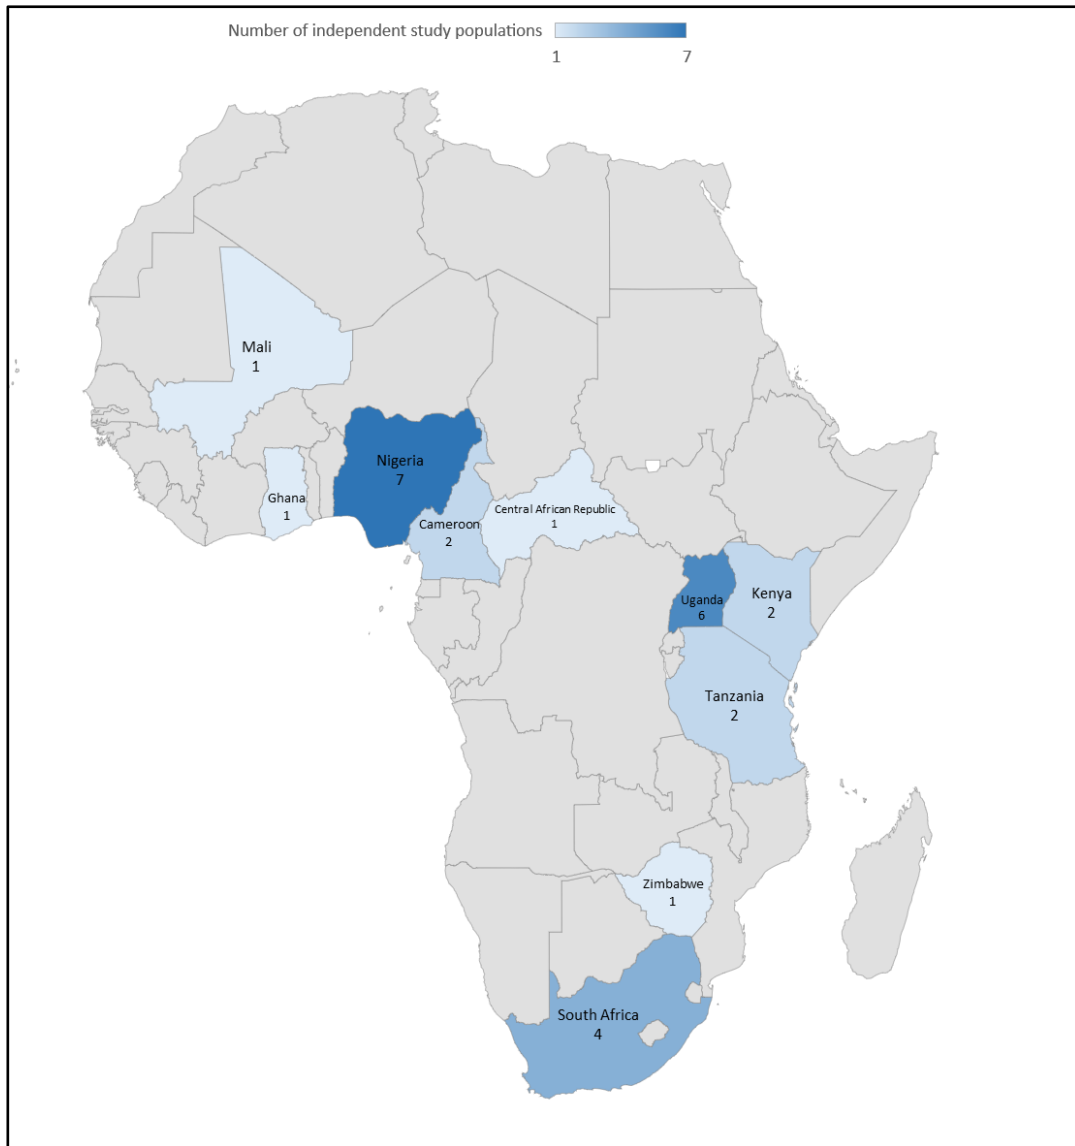 Number of independent study populations
1 7
Mali
1
Nigeria
7
Ghana
1
Cameroon
2
Central African Republic
1
Uganda
6
Kenya
2
Tanzania
2
Zimbabwe
1
South Africa
4